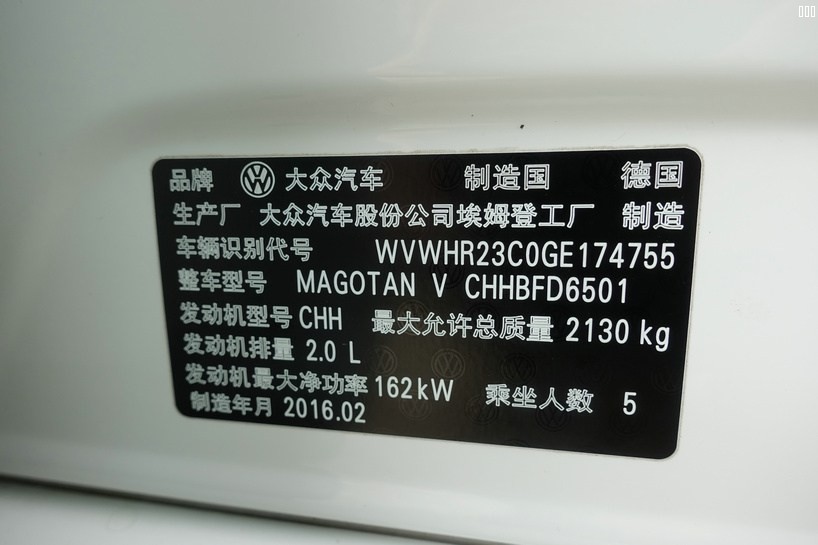 品牌 大众汽车 制造国 德国
生产厂 大众汽车股份公司埃姆登工厂 制造
车辆识别代号 WVWHR23C0GE174755
整车型号 MAGOTAN V CHHBFD6501
发动机型号 CHH 最大允许总质量 2130 kg
发动机排量 2.0 L
发动机最大净功率 162kW 乘坐人数 5
制造年月 2016.02